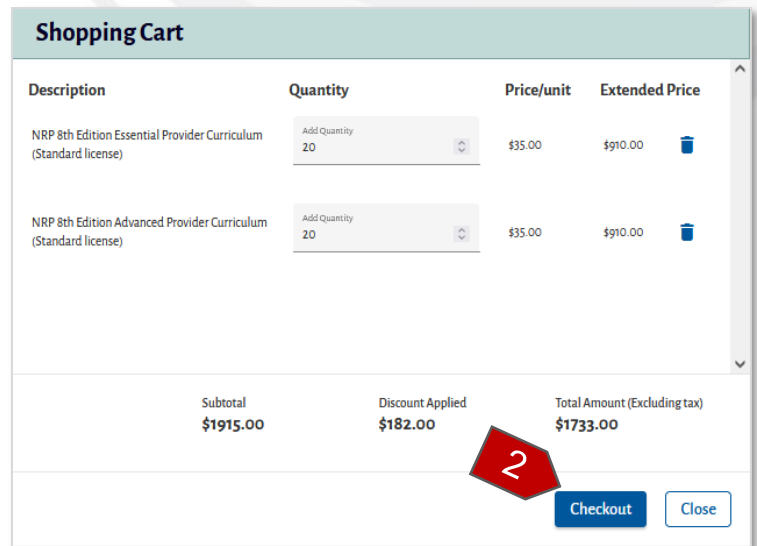 Shopping Cart
Description Quantity Price/unit Extended Price
NRP 8th Edition Essential Provider Curriculum
(Standard license)
Add Quantity
20
$35.00
$910.00
NRP 8th Edition Advanced Provider Curriculum
(Standard license)
Add Quantity
20
$35.00
$910.00
Subtotal
$1915.00
Discount Applied
$182.00
Total Amount (Excluding tax)
$1733.00
2
Checkout
Close